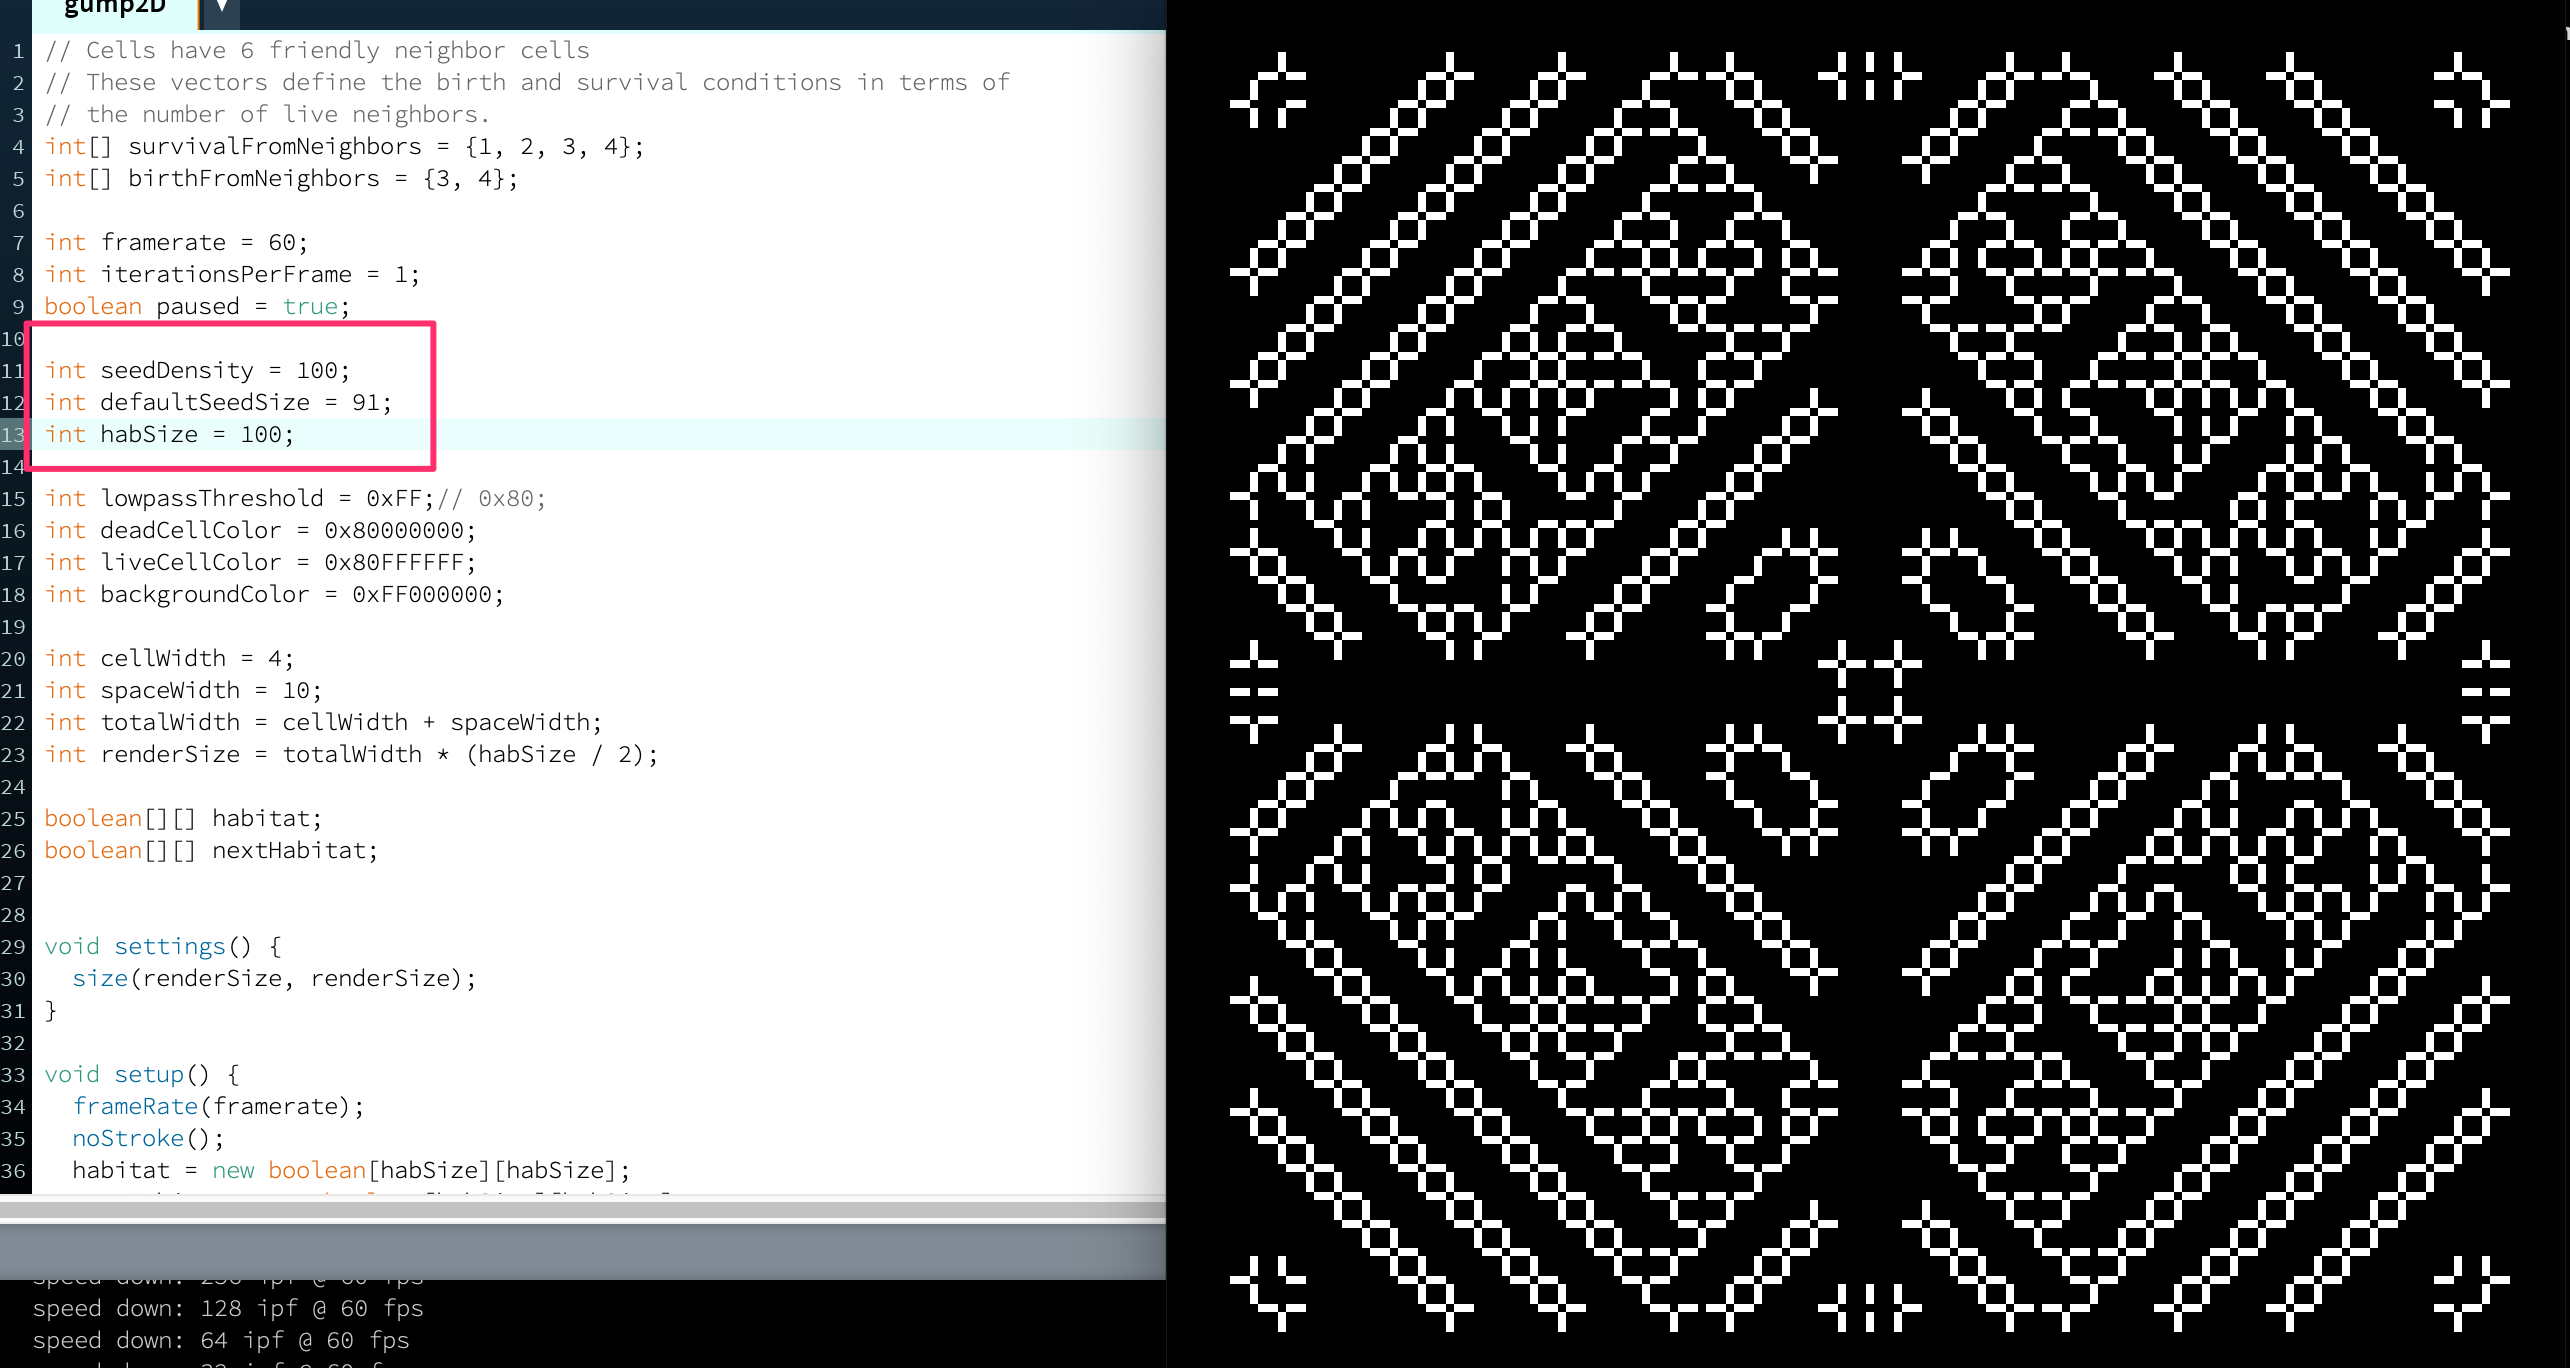 gump2D
1 // Cells have 6 friendly neighbor cells
2 // These vectors define the birth and survival conditions in terms of
3 // the number of live neighbors.
4 int[] survivalFromNeighbors = {1, 2, 3, 4};
5 int[] birthFromNeighbors = {3, 4};
6
7 int framerate = 60;
8 int iterationsPerFrame = 1;
9 boolean paused = true;
10
11 int seedDensity = 100;
12 int defaultSeedSize = 91;
13 int habSize = 100;
14
15 int lowpassThreshold = 0xFF;// 0x80;
16 int deadCellColor = 0x80000000;
17 int liveCellColor = 0x80FFFFFF;
18 int backgroundColor = 0xFF000000;
19
20 int cellWidth = 4;
21 int spaceWidth = 10;
22 int totalWidth = cellWidth + spaceWidth;
23 int renderSize = totalWidth * (habSize / 2);
24
25 boolean[][] habitat;
26 boolean[][] nextHabitat;
27
28
29 void settings() {
30 size(renderSize, renderSize);
31 }
32
33 void setup() {
34 frameRate(framerate);
35 noStroke();
36 habitat = new boolean[habSize][habSize];
speed down: 256 ipf @ 60 fps
speed down: 128 ipf @ 60 fps
speed down: 64 ipf @ 60 fps